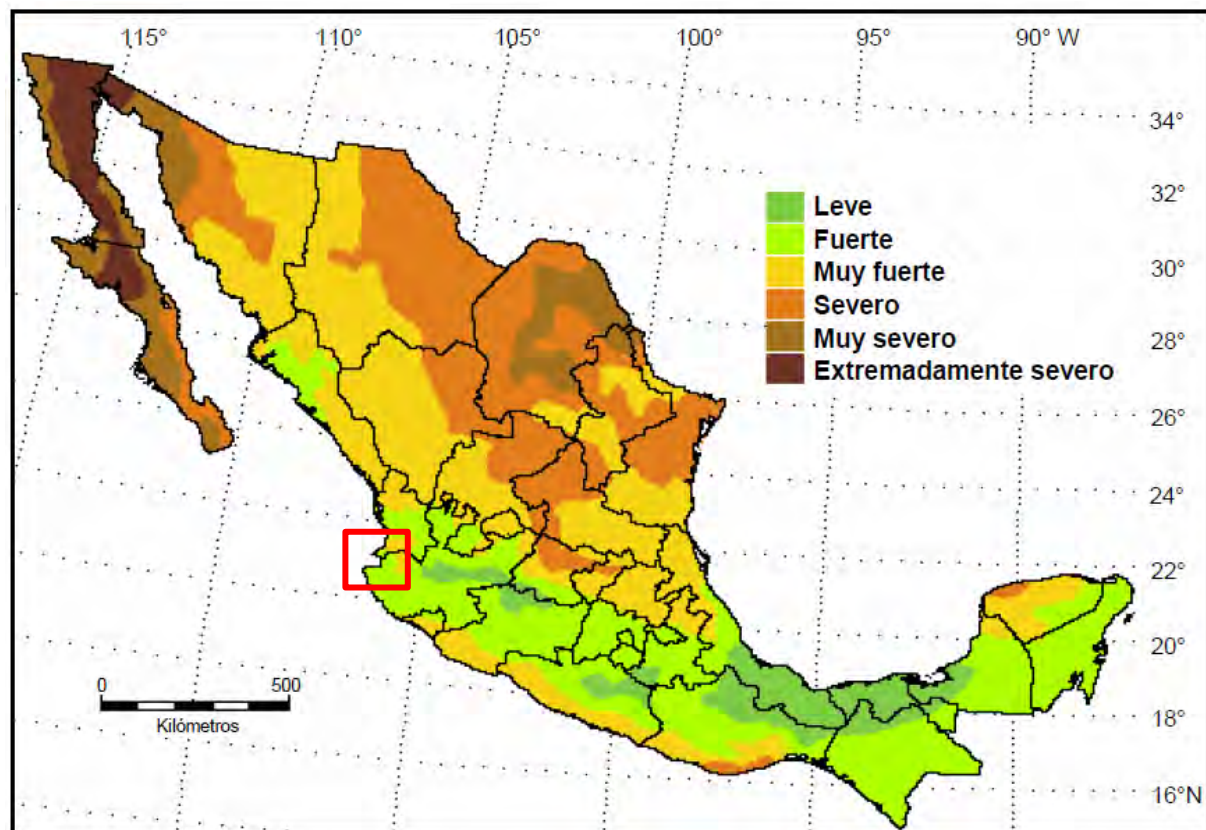 115° 110° 105° 100° 95° 90° W
34°
32°
30°
28°
26°
24°
22°
20°
18°
16°N
Leve
Fuerte
Muy fuerte
Severo
Muy severo
Extremadamente severo
0 500
Kilómetros